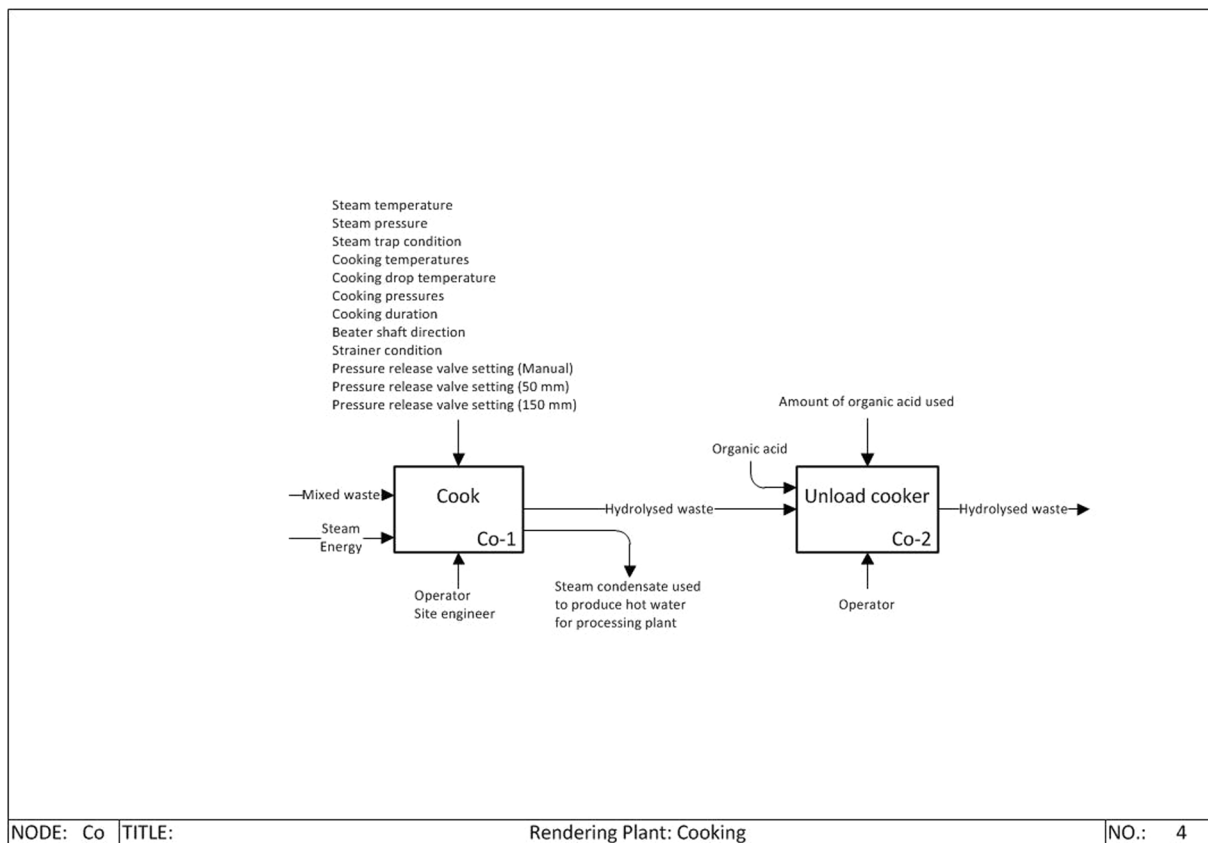 Steam temperature
Steam pressure
Steam trap condition
Cooking temperatures
Cooking drop temperature
Cooking pressures
Cooking duration
Beater shaft direction
Strainer condition
Pressure release valve setting (Manual)
Pressure release valve setting (50 mm)
Pressure release valve setting (150 mm)
Mixed waste
Steam
Energy
Cook
Co-1
Operator
Site engineer
Hydrolysed waste
Steam condensate used
to produce hot water
for processing plant
Amount of organic acid used
Organic acid
Unload cooker
Co-2
Operator
Hydrolysed waste
NODE: Co TITLE: Rendering Plant: Cooking NO.: 4